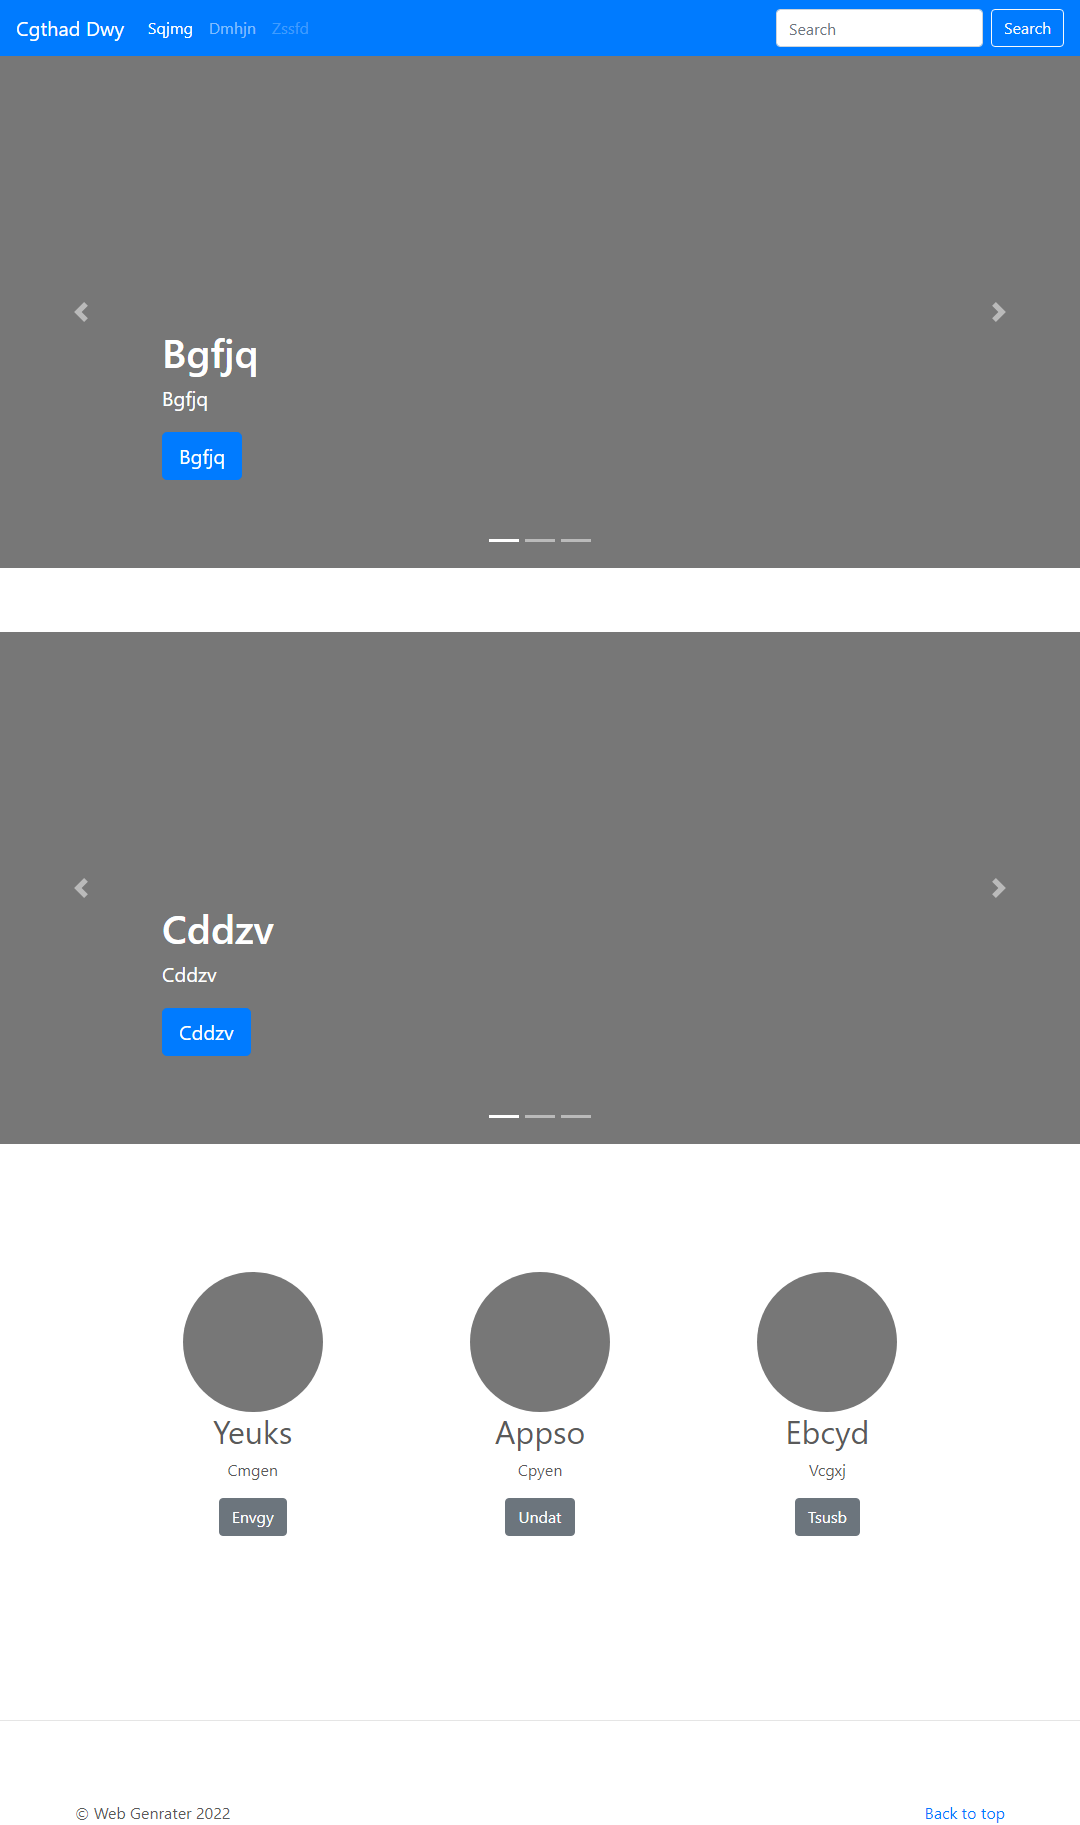 Cgthad Dwy Sqjmg Dmhjn Zssfd Search Search
Bgfjq
Bgfjq
Bgfjq
Cddzv
Cddzv
Cddzv
Yeuks Appso Ebcyd
Cmgen Cpyen Vcgxj
Envgy Undat Tsusb
© Web Genrater 2022 Back to top